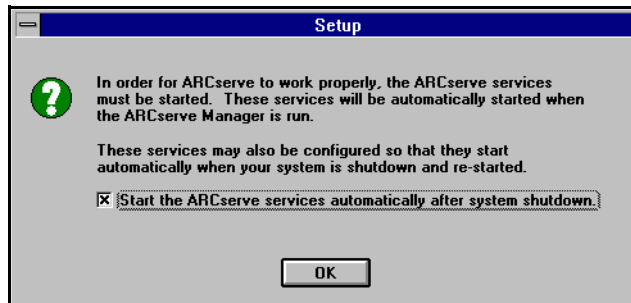 Setup
In order for ARCserve to work properly, the ARCserve services
must be started. These services will be automatically started when
the ARCserve Manager is run.
These services may also be configured so that they start
automatically when your system is shutdown and re-started.
Start the ARCserve services automatically after system shutdown.
OK